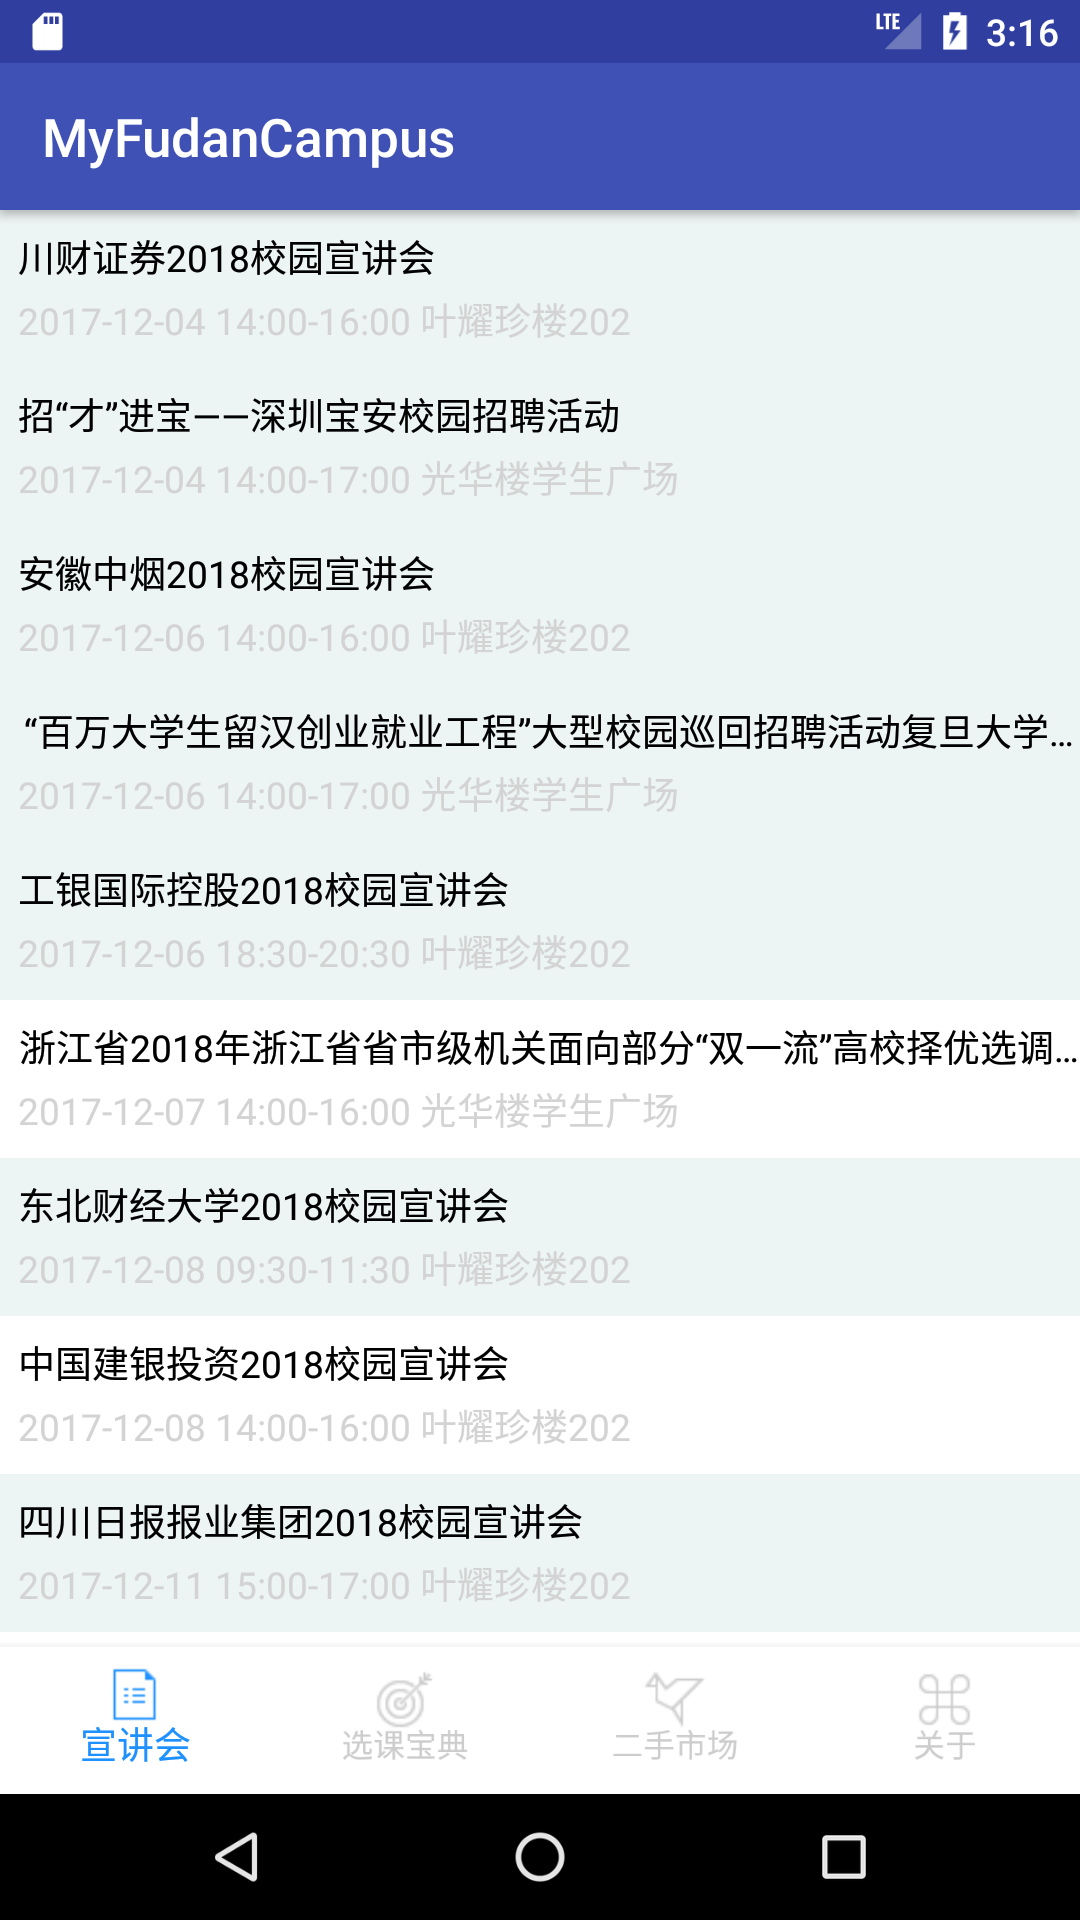 LTE 3:16
MyFudanCampus
川财证券2018校园宣讲会
2017-12-04 14:00-16:00 叶耀珍楼202
招“才”进宝——深圳宝安校园招聘活动
2017-12-04 14:00-17:00 光华楼学生广场
安徽中烟2018校园宣讲会
2017-12-06 14:00-16:00 叶耀珍楼202
“百万大学生留汉创业就业工程”大型校园巡回招聘活动复旦大学...
2017-12-06 14:00-17:00 光华楼学生广场
工银国际控股2018校园宣讲会
2017-12-06 18:30-20:30 叶耀珍楼202
浙江省2018年浙江省省市级机关面向部分“双一流”高校择优选调...
2017-12-07 14:00-16:00 光华楼学生广场
东北财经大学2018校园宣讲会
2017-12-08 09:30-11:30 叶耀珍楼202
中国建银投资2018校园宣讲会
2017-12-08 14:00-16:00 叶耀珍楼202
四川日报报业集团2018校园宣讲会
2017-12-11 15:00-17:00 叶耀珍楼202
宣讲会 选课宝典 二手市场 关于